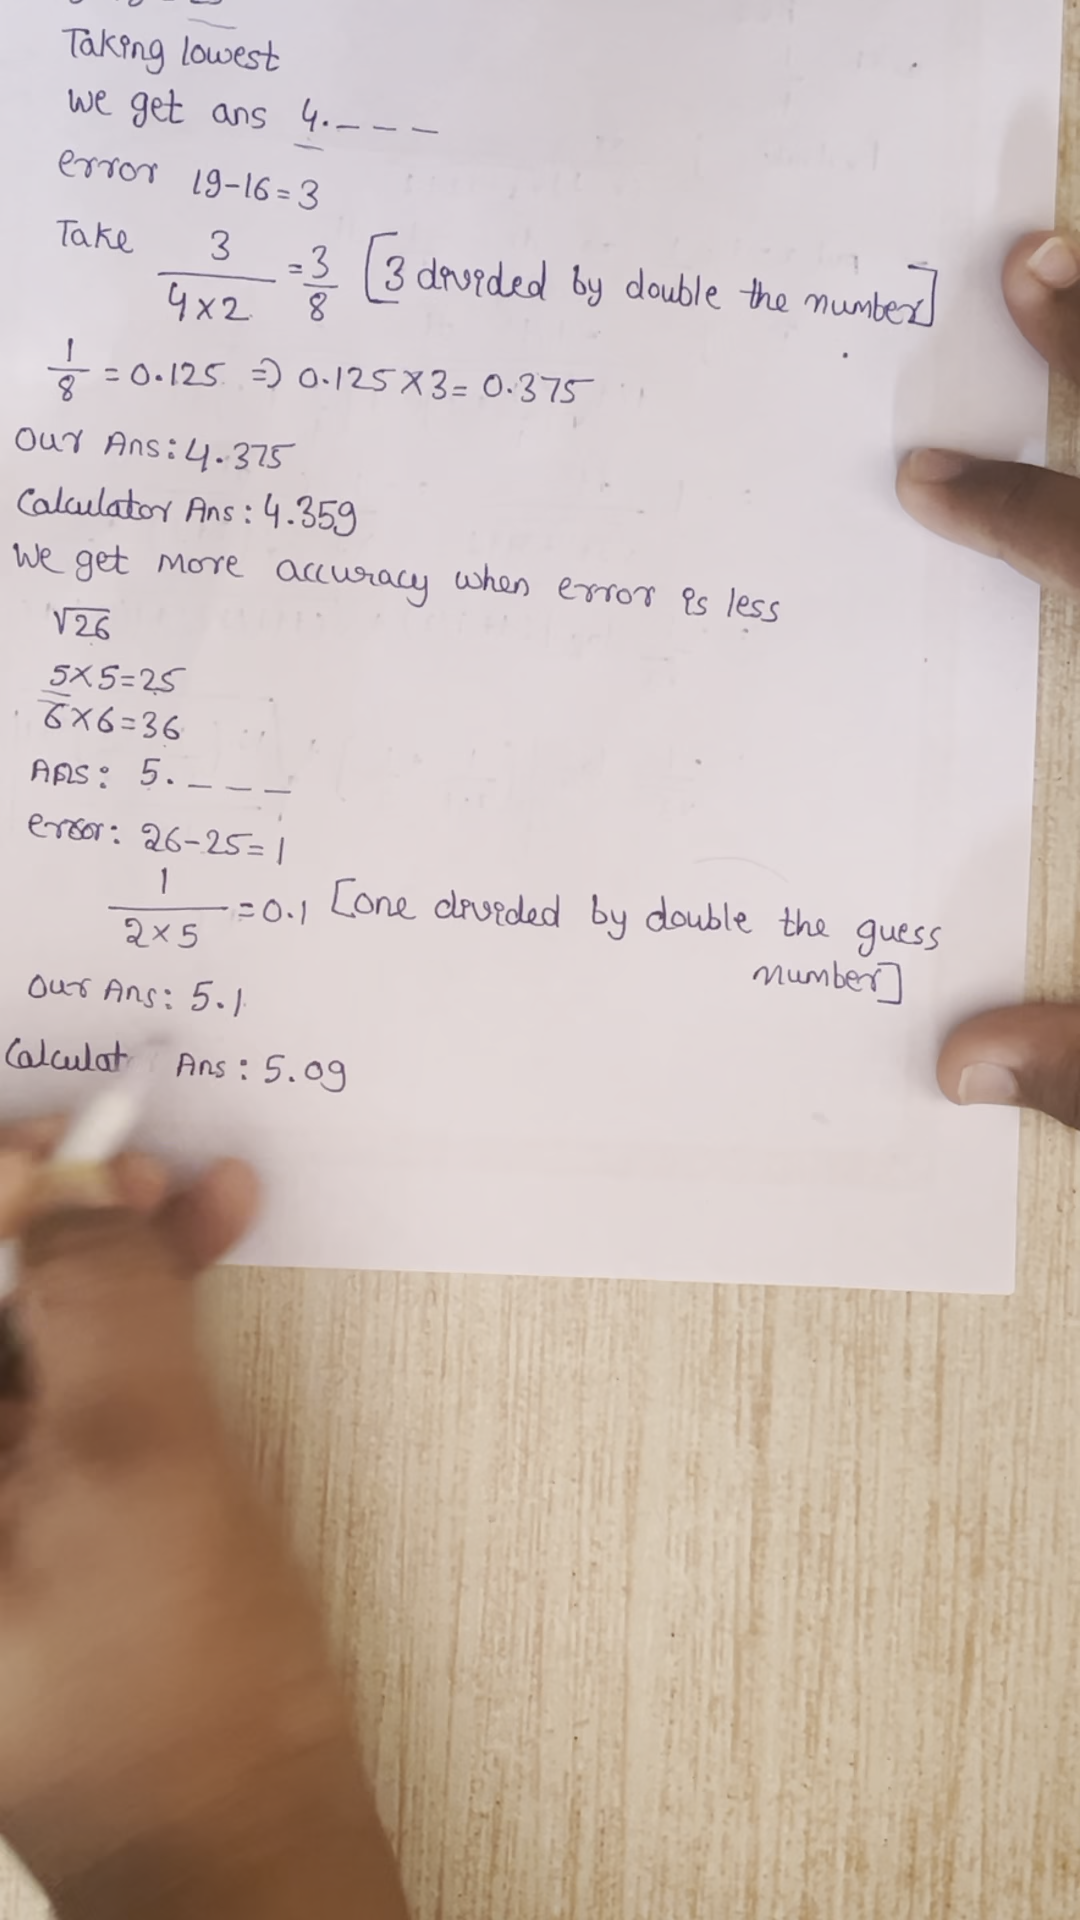 Taking lowest
We get ans 4.---
error 19-16=3
Take 3/4×2 = 3/8 [3 divided by double the number]
1/8 = 0.125 => 0.125×3= 0.375
Our Ans: 4.375
Calculator Ans: 4.359
We get more accuracy when error is less
√26
5×5=25
6×6=36
Ans: 5.---
error: 26-25=1
1/2×5 =0.1 [one divided by double the guess
number]
Our Ans: 5.1
Calculat Ans: 5.09